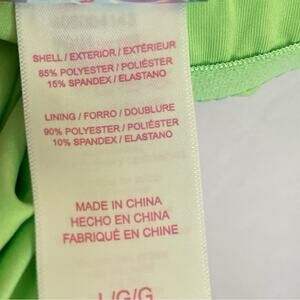 SHELL / EXTERIOR / EXTÉRIEUR
85% POLYESTER / POLIÉSTER
15% SPANDEX / ELASTANO
LINING / FORRO / DOUBLURE
90% POLYESTER / POLIÉSTER
10% SPANDEX / ELASTANO
MADE IN CHINA
HECHO EN CHINA
FABRIQUÉ EN CHINE
L/G/G